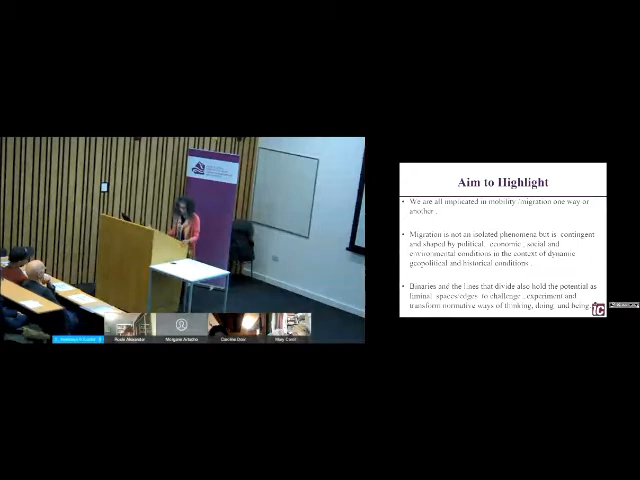 Aim to Highlight
• We are all implicated in mobility /migration one way or
another .
• Migration is not an isolated phenomena but is contingent
and shaped by political, economic , social and
environmental conditions in the context of dynamic
geopolitical and historical conditions .
• Binaries and the lines that divide also hold the potential as
liminal spaces/edges to challenge , experiment and
transform normative ways of thinking, doing and being.
ic